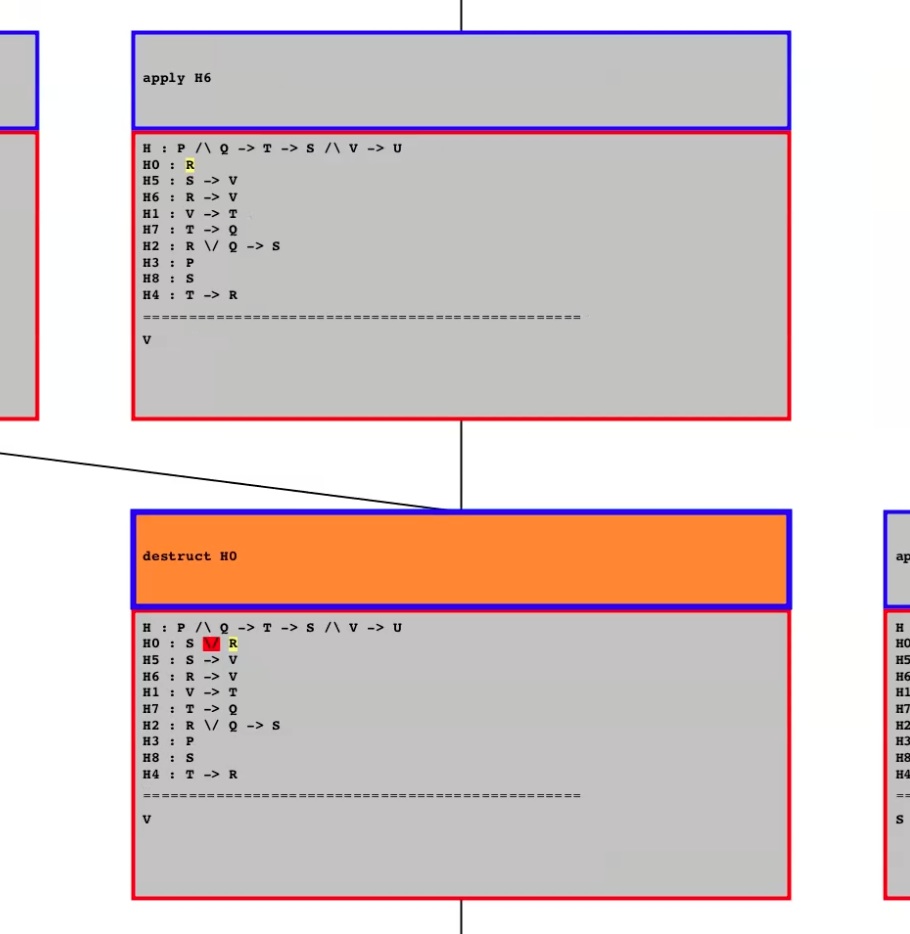 apply H6
H : P /\ Q -> T -> S /\ V -> U
H0 : R
H5 : S -> V
H6 : R -> V
H1 : V -> T
H7 : T -> Q
H2 : R \/ Q -> S
H3 : P
H8 : S
H4 : T -> R
================================================
V
destruct H0
H : P /\ Q -> T -> S /\ V -> U
H0 : S \/ R
H5 : S -> V
H6 : R -> V
H1 : V -> T
H7 : T -> Q
H2 : R \/ Q -> S
H3 : P
H8 : S
H4 : T -> R
================================================
V
ap
H
H0
H5
H6
H1
H7
H2
H3
H8
H4
==
S